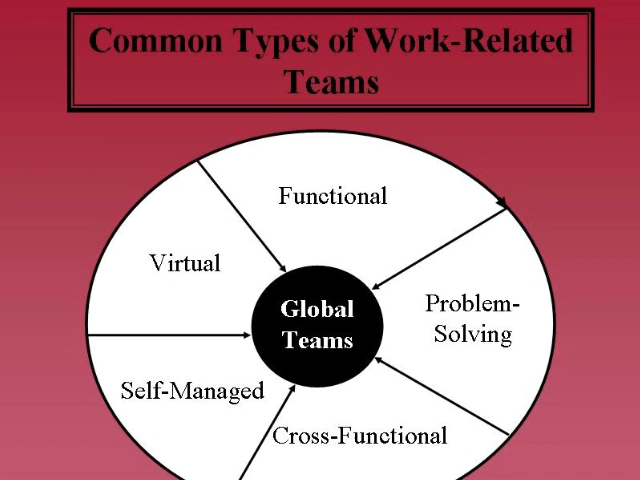 Common Types of Work-Related
Teams
Functional
Virtual
Global
Teams
Problem-
Solving
Self-Managed
Cross-Functional